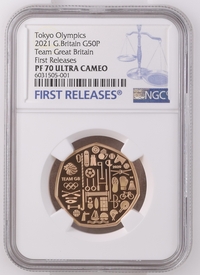 Tokyo Olympics
2021 G.Britain G50P
Team Great Britain
First Releases
PF 70 ULTRA CAMEO
6031505-001
FIRST RELEASES®
NGC
TEAM GB